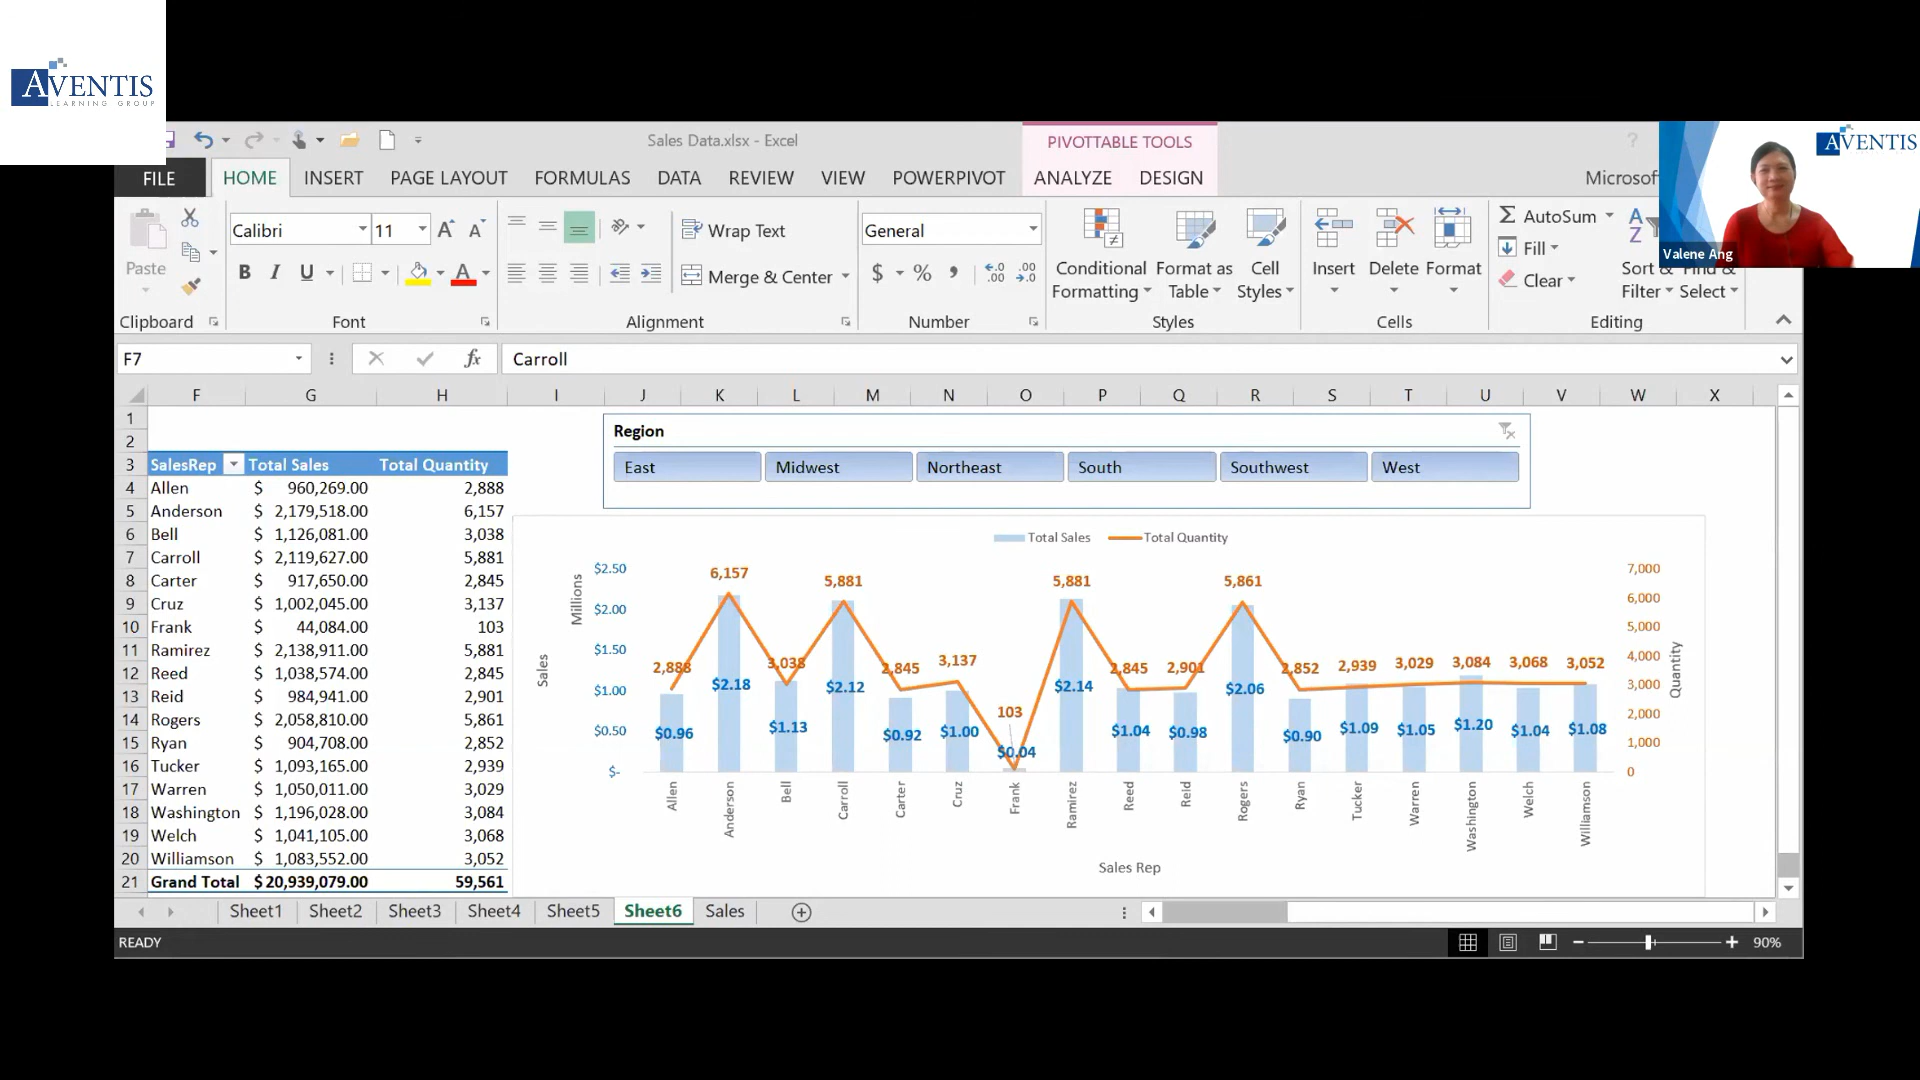 AVENTIS
LEARNING GROUP
Sales Data.xlsx - Excel
PIVOTTABLE TOOLS
?
FILE HOME INSERT PAGE LAYOUT FORMULAS DATA REVIEW VIEW POWERPIVOT ANALYZE DESIGN
AVENTIS
Valene Ang
Paste
Clipboard
Calibri 11
B I U
Font
Wrap Text
Merge & Center
Alignment
General
$ % ,
Number
Conditional Formatting
Format as Table
Cell Styles
Styles
Insert Delete Format
Cells
AutoSum
Fill
Clear
Filter
Select
Editing
F7 fx Carroll
F G H I J K L M N O P Q R S T U V W X
1
2
3 SalesRep Total Sales Total Quantity
4 Allen $ 960,269.00 2,888
5 Anderson $ 2,179,518.00 6,157
6 Bell $ 1,126,081.00 3,038
7 Carroll $ 2,119,627.00 5,881
8 Carter $ 917,650.00 2,845
9 Cruz $ 1,002,045.00 3,137
10 Frank $ 44,084.00 103
11 Ramirez $ 2,138,911.00 5,881
12 Reed $ 1,038,574.00 2,845
13 Reid $ 984,941.00 2,901
14 Rogers $ 2,058,810.00 5,861
15 Ryan $ 904,708.00 2,852
16 Tucker $ 1,093,165.00 2,939
17 Warren $ 1,050,011.00 3,029
18 Washington $ 1,196,028.00 3,084
19 Welch $ 1,041,105.00 3,068
20 Williamson $ 1,083,552.00 3,052
21 Grand Total $ 20,939,079.00 59,561
Region
East Midwest Northeast South Southwest West
Total Sales Total Quantity
Millions
Sales
$2.50
$2.00
$1.50
$1.00
$0.50
$-
2,888 6,157 3,038 5,881 2,845 3,137 103 5,881 2,845 2,901 5,861 2,852 2,939 3,029 3,084 3,068 3,052
$0.96 $2.18 $1.13 $2.12 $0.92 $1.00 $0.04 $2.14 $1.04 $0.98 $2.06 $0.90 $1.09 $1.05 $1.20 $1.04 $1.08
7,000
6,000
5,000
4,000
3,000
2,000
1,000
0
Quantity
Allen Anderson Bell Carroll Carter Cruz Frank Ramirez Reed Reid Rogers Ryan Tucker Warren Washington Welch Williamson
Sales Rep
Sheet1 Sheet2 Sheet3 Sheet4 Sheet5 Sheet6 Sales
READY
90%